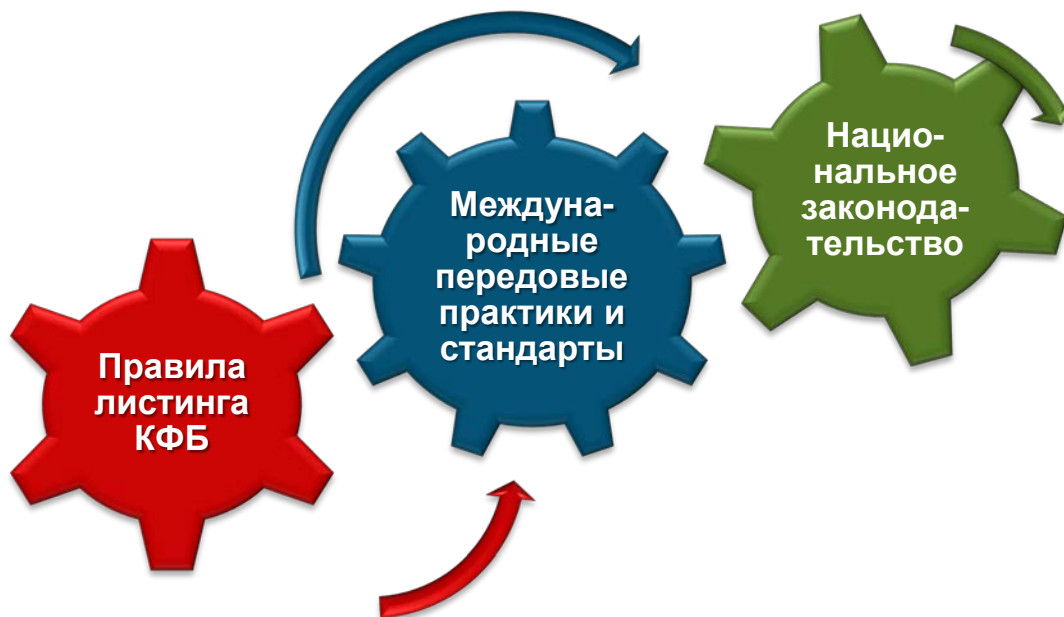 Правила
листинга
КФБ
Междуна-
родные
передовые
практики и
стандарты
Нацио-
нальное
законода-
тельство